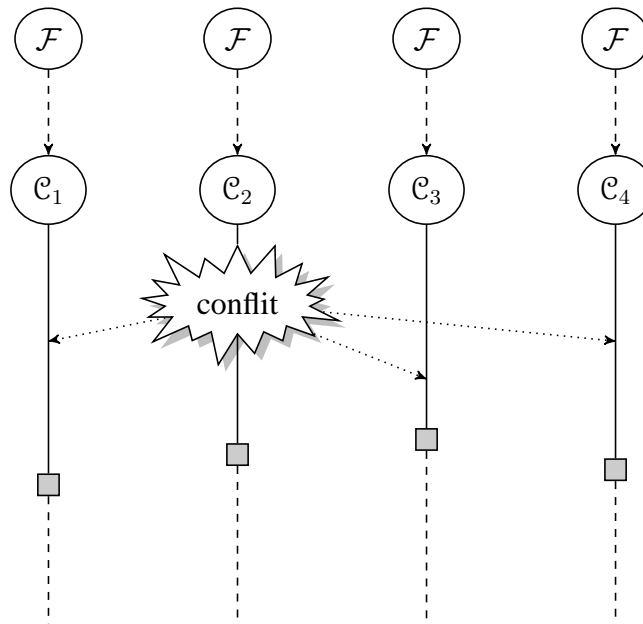 ℱ ℱ ℱ ℱ
𝒞₁ 𝒞₂ 𝒞₃ 𝒞₄
conflit